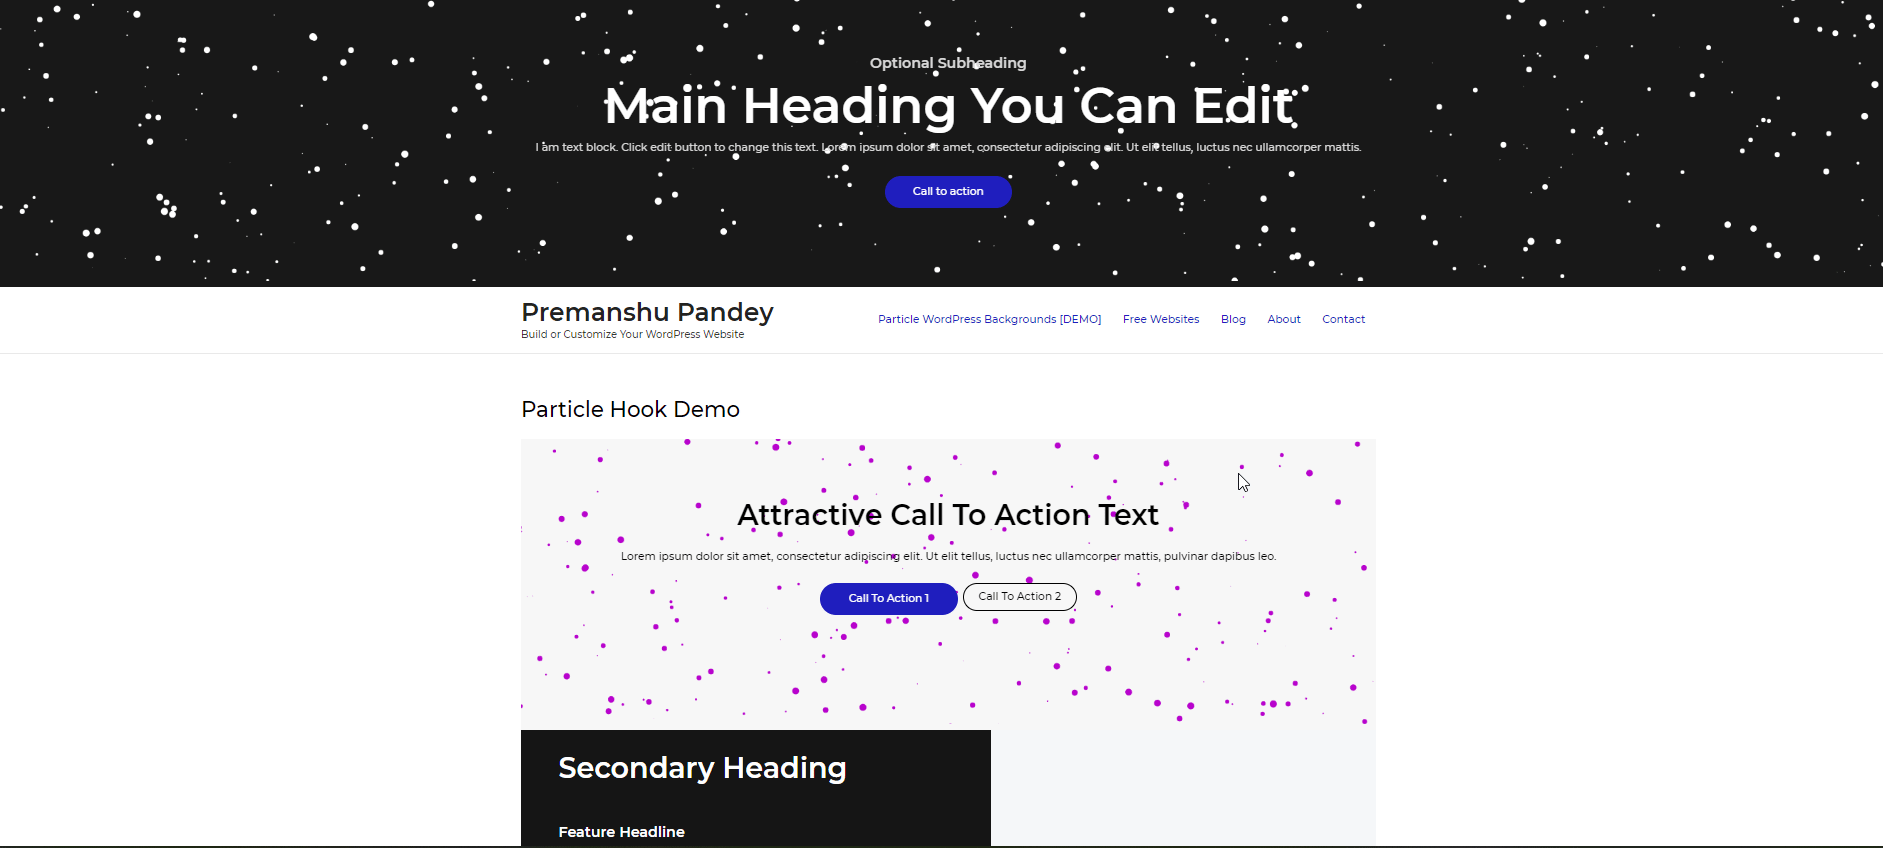 Optional Subheading
Main Heading You Can Edit
I am text block. Click edit button to change this text. Lorem ipsum dolor sit amet, consectetur adipiscing elit. Ut elit tellus, luctus nec ullamcorper mattis.
Call to action
Premanshu Pandey
Build or Customize Your WordPress Website
Particle WordPress Backgrounds [DEMO] Free Websites Blog About Contact
Particle Hook Demo
Attractive Call To Action Text
Lorem ipsum dolor sit amet, consectetur adipiscing elit. Ut elit tellus, luctus nec ullamcorper mattis, pulvinar dapibus leo.
Call To Action 1 Call To Action 2
Secondary Heading
Feature Headline